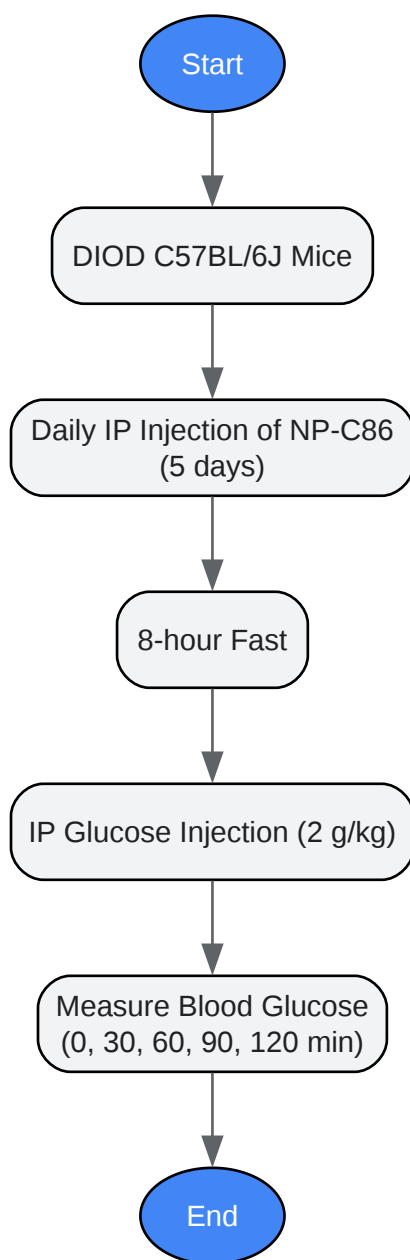 Start
DIOD C57BL/6J Mice
Daily IP Injection of NP-C86
(5 days)
8-hour Fast
IP Glucose Injection (2 g/kg)
Measure Blood Glucose
(0, 30, 60, 90, 120 min)
End